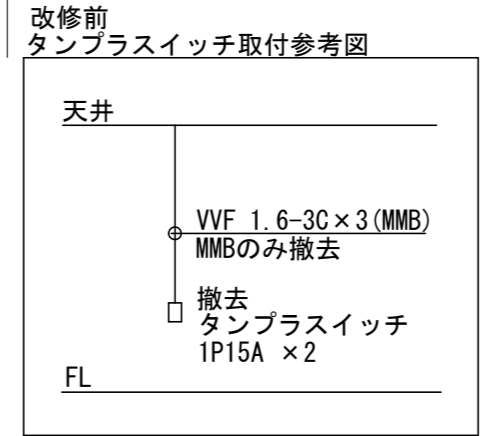 改修前
タンプラスイッチ取付参考図
天井
VVF 1.6-3C×3(MMB)
MMBのみ撤去
撤去
タンプラスイッチ
1P15A ×2
FL